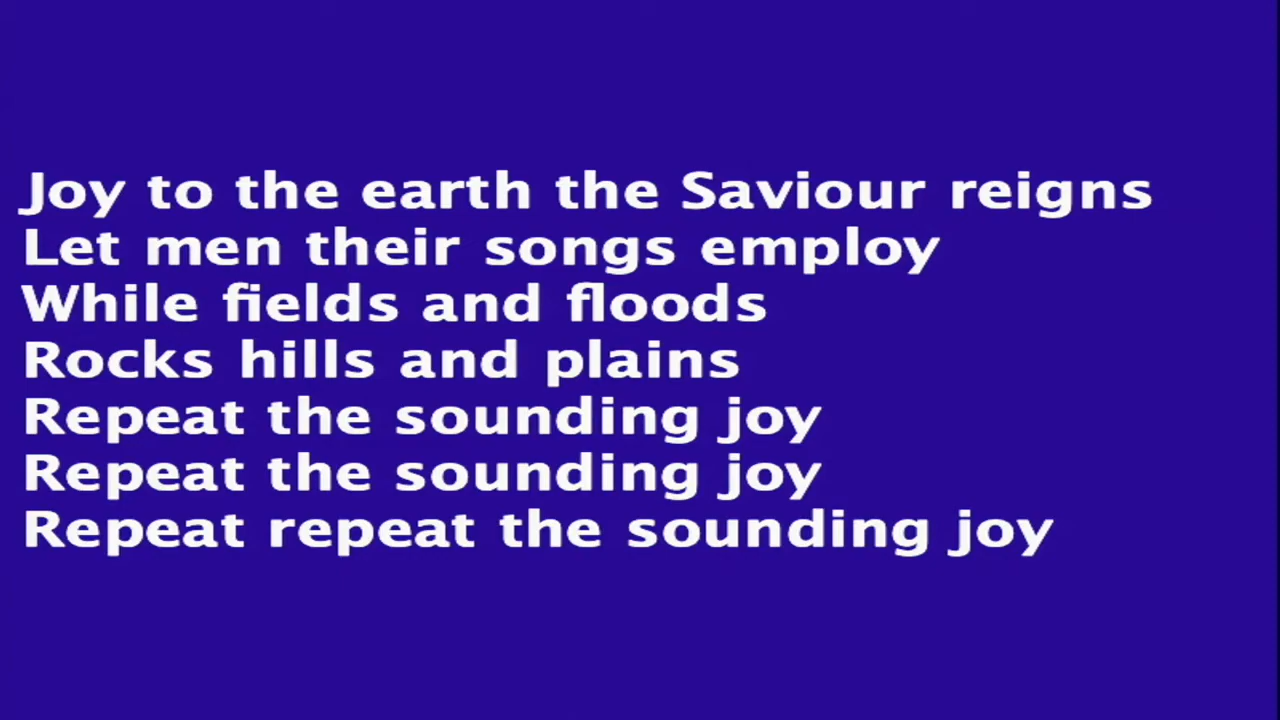 Joy to the earth the Saviour reigns
Let men their songs employ
While fields and floods
Rocks hills and plains
Repeat the sounding joy
Repeat the sounding joy
Repeat repeat the sounding joy